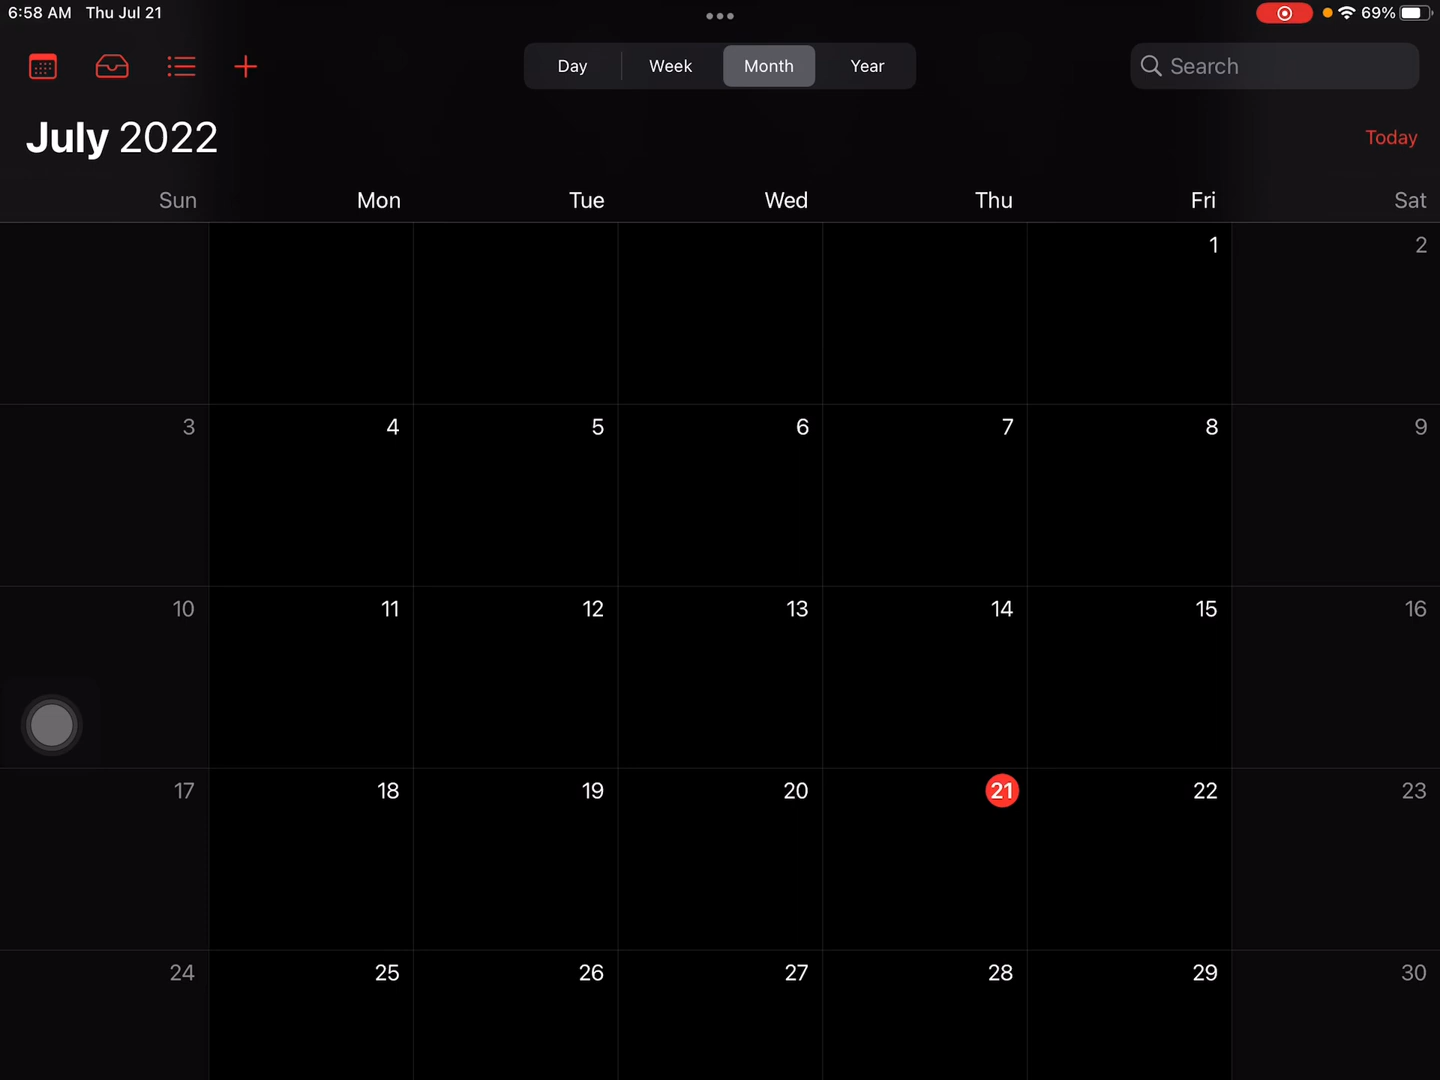 6:58 AM Thu Jul 21 69%
Day Week Month Year Search
July 2022 Today
Sun Mon Tue Wed Thu Fri Sat
1 2
3 4 5 6 7 8 9
10 11 12 13 14 15 16
17 18 19 20 21 22 23
24 25 26 27 28 29 30